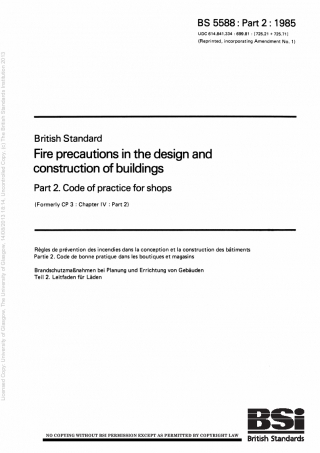 BS 5588 : Part 2 : 1985
UDC 614.841.334 : 699.81 : [725.21 + 725.71]
(Reprinted, incorporating Amendment No. 1)
British Standard
Fire precautions in the design and
construction of buildings
Part 2. Code of practice for shops
(Formerly CP 3 : Chapter IV : Part 2)
Règles de prévention des incendies dans la conception et la construction des bâtiments
Partie 2. Code de bonne pratique dans les boutiques et magasins
Brandschutzmaßnahmen bei Planung und Errichtung von Gebäuden
Teil 2. Leitfaden für Läden
BSi
British Standards
NO COPYING WITHOUT BSI PERMISSION EXCEPT AS PERMITTED BY COPYRIGHT LAW
Licensed Copy: University of Glasgow, The University of Glasgow, 14/09/2013 19:14, Uncontrolled Copy, (c) The British Standards Institution 2013